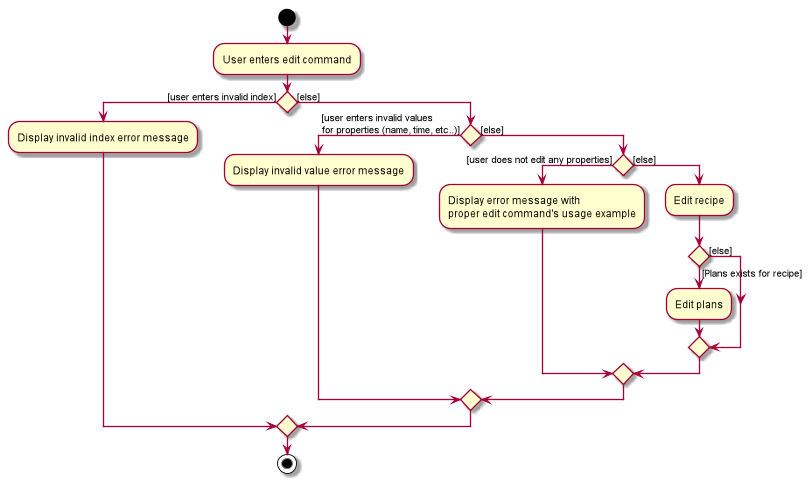 User enters edit command
[user enters invalid index]
[else]
Display invalid index error message
[user enters invalid values
for properties (name, time, etc..)]
[else]
Display invalid value error message
[user does not edit any properties]
[else]
Display error message with
proper edit command's usage example
Edit recipe
[else]
[Plans exists for recipe]
Edit plans